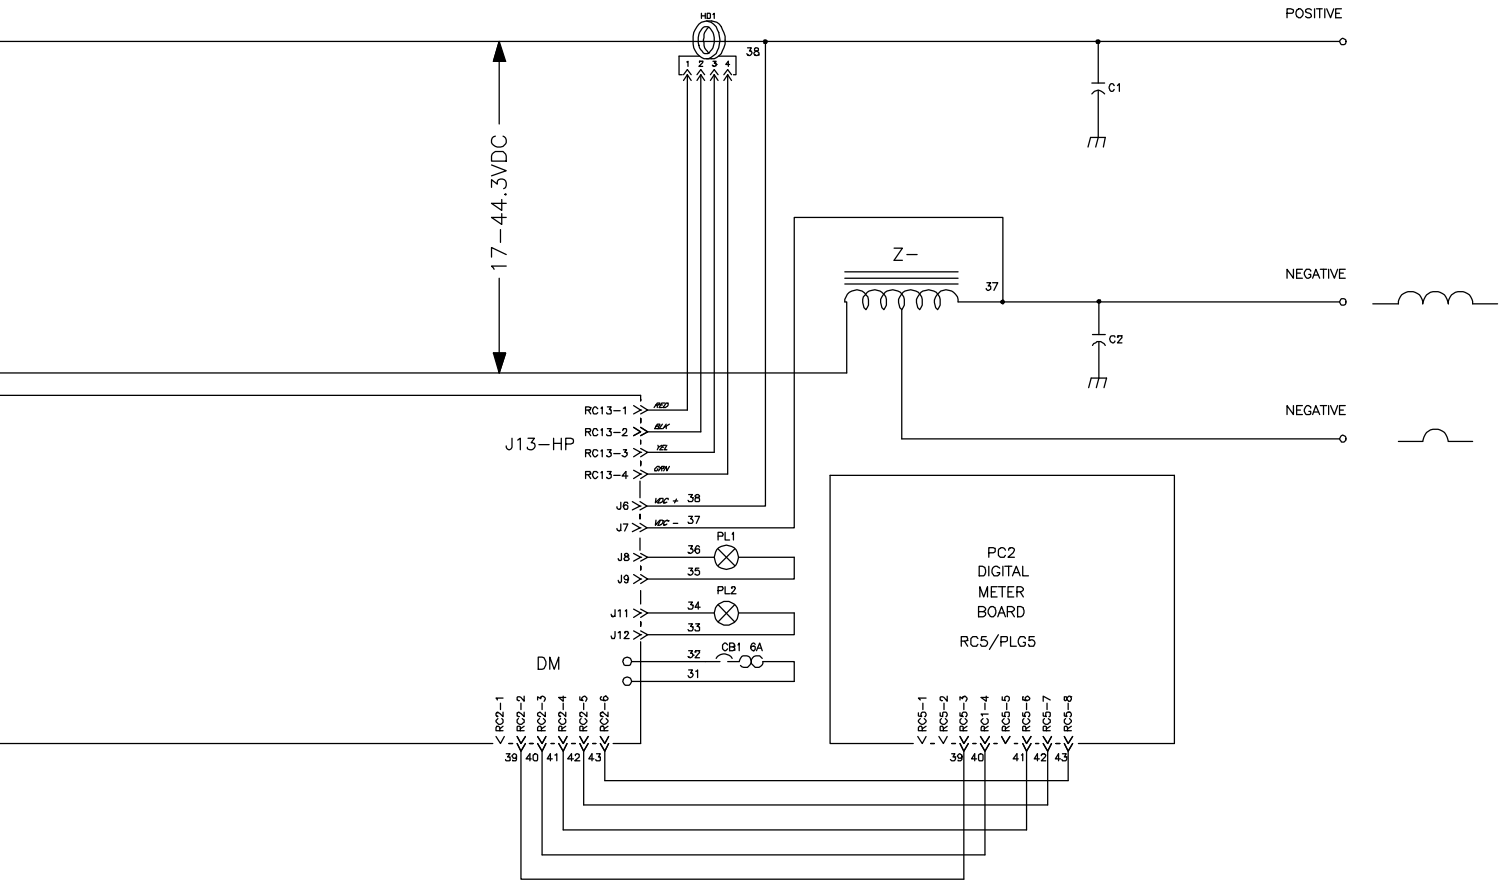 POSITIVE
HD1
38
1 2 3 4
C1
17-44.3VDC
Z-
37
NEGATIVE
C2
NEGATIVE
RC13-1 RED
RC13-2 BLK
J13-HP
RC13-3 YEL
RC13-4 GRN
J6 VDC + 38
J7 VDC - 37
PL1
J8 36
J9 35
PL2
J11 34
J12 33
CB1 6A
DM
32
31
PC2
DIGITAL
METER
BOARD
RC5/PLG5
RC2-1
RC2-2
RC2-3
RC2-4
RC2-5
RC2-6
RC5-1
RC5-2
RC5-3
RC1-4
RC5-5
RC5-6
RC5-7
RC5-8
39 40 41 42 43
39 40 41 42 43